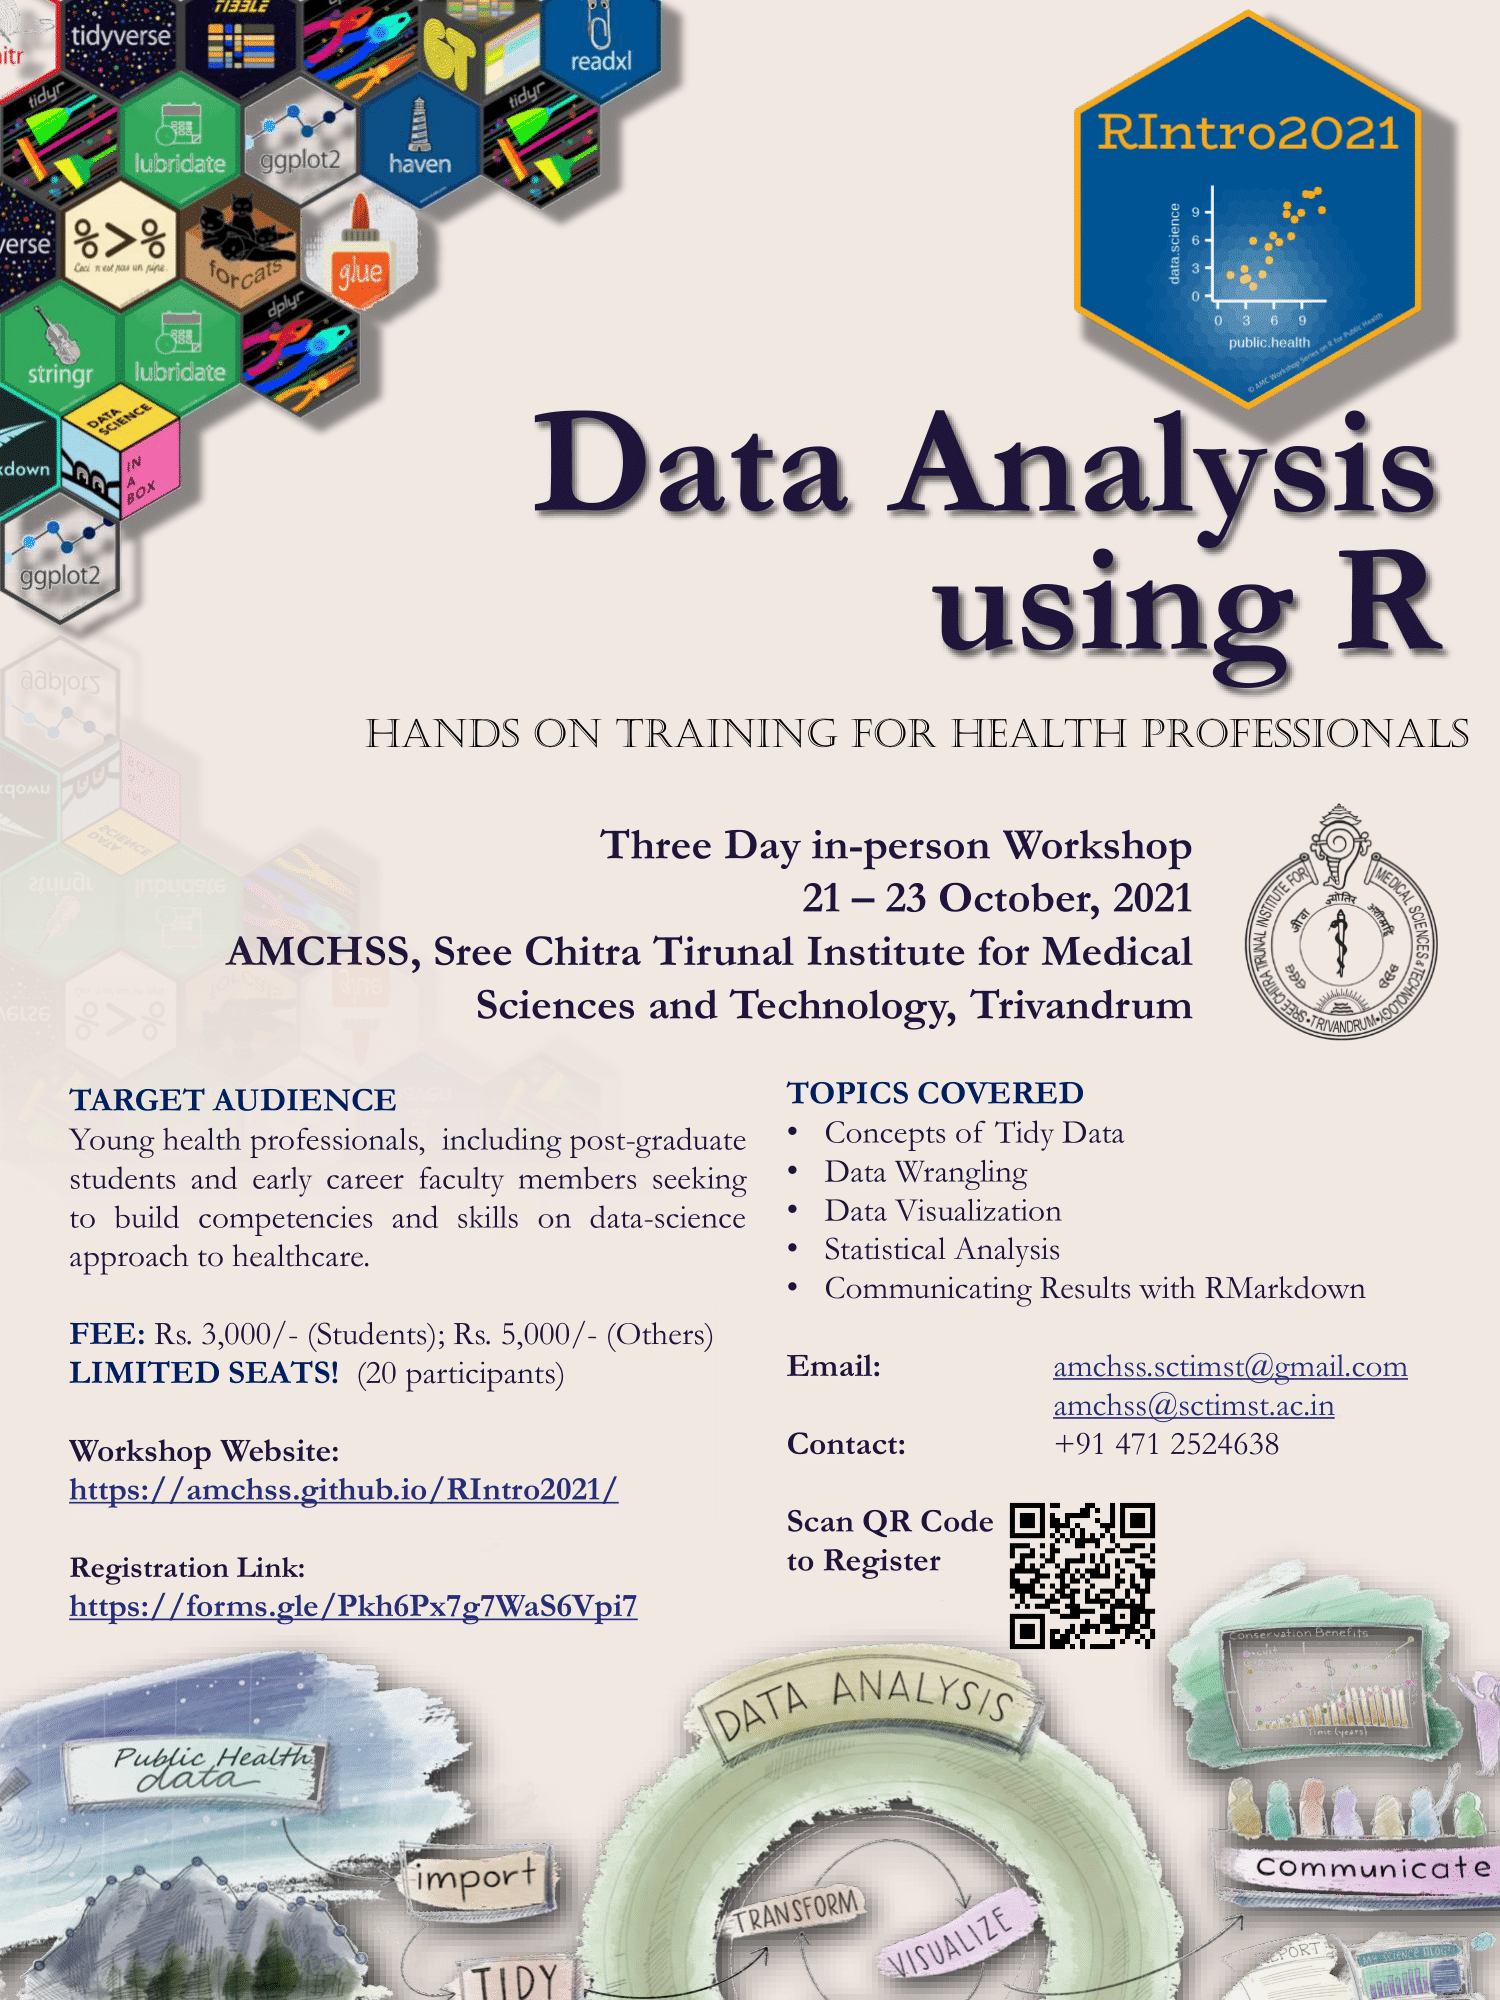 TIBBLE
tidyverse
readxl
tidyr
lubridate
ggplot2
haven
tidyr
%>%
Ceci n'est pas un pipe.
forcats
glue
stringr
lubridate
dplyr
DATA SCIENCE
IN
A
BOX
ggplot2
RIntro2021
data.science
9
6
3
0
0 3 6 9
public.health
© AMC Workshop Series on R for Public Health
Data Analysis
using R
HANDS ON TRAINING FOR HEALTH PROFESSIONALS
Three Day in-person Workshop
21 – 23 October, 2021
AMCHSS, Sree Chitra Tirunal Institute for Medical
Sciences and Technology, Trivandrum
SREE CHITRA TIRUNAL INSTITUTE FOR MEDICAL SCIENCES & TECHNOLOGY
• TRIVANDRUM •
TARGET AUDIENCE
Young health professionals, including post-graduate
students and early career faculty members seeking
to build competencies and skills on data-science
approach to healthcare.
FEE: Rs. 3,000/- (Students); Rs. 5,000/- (Others)
LIMITED SEATS! (20 participants)
Workshop Website:
https://amchss.github.io/RIntro2021/
Registration Link:
https://forms.gle/Pkh6Px7g7WaS6Vpi7
TOPICS COVERED
• Concepts of Tidy Data
• Data Wrangling
• Data Visualization
• Statistical Analysis
• Communicating Results with RMarkdown
Email: amchss.sctimst@gmail.com
amchss@sctimst.ac.in
Contact: +91 471 2524638
Scan QR Code
to Register
Public Health
data
import
TIDY
DATA ANALYSIS
TRANSFORM
VISUALIZE
Conservation Benefits
$
Time (years)
communicate